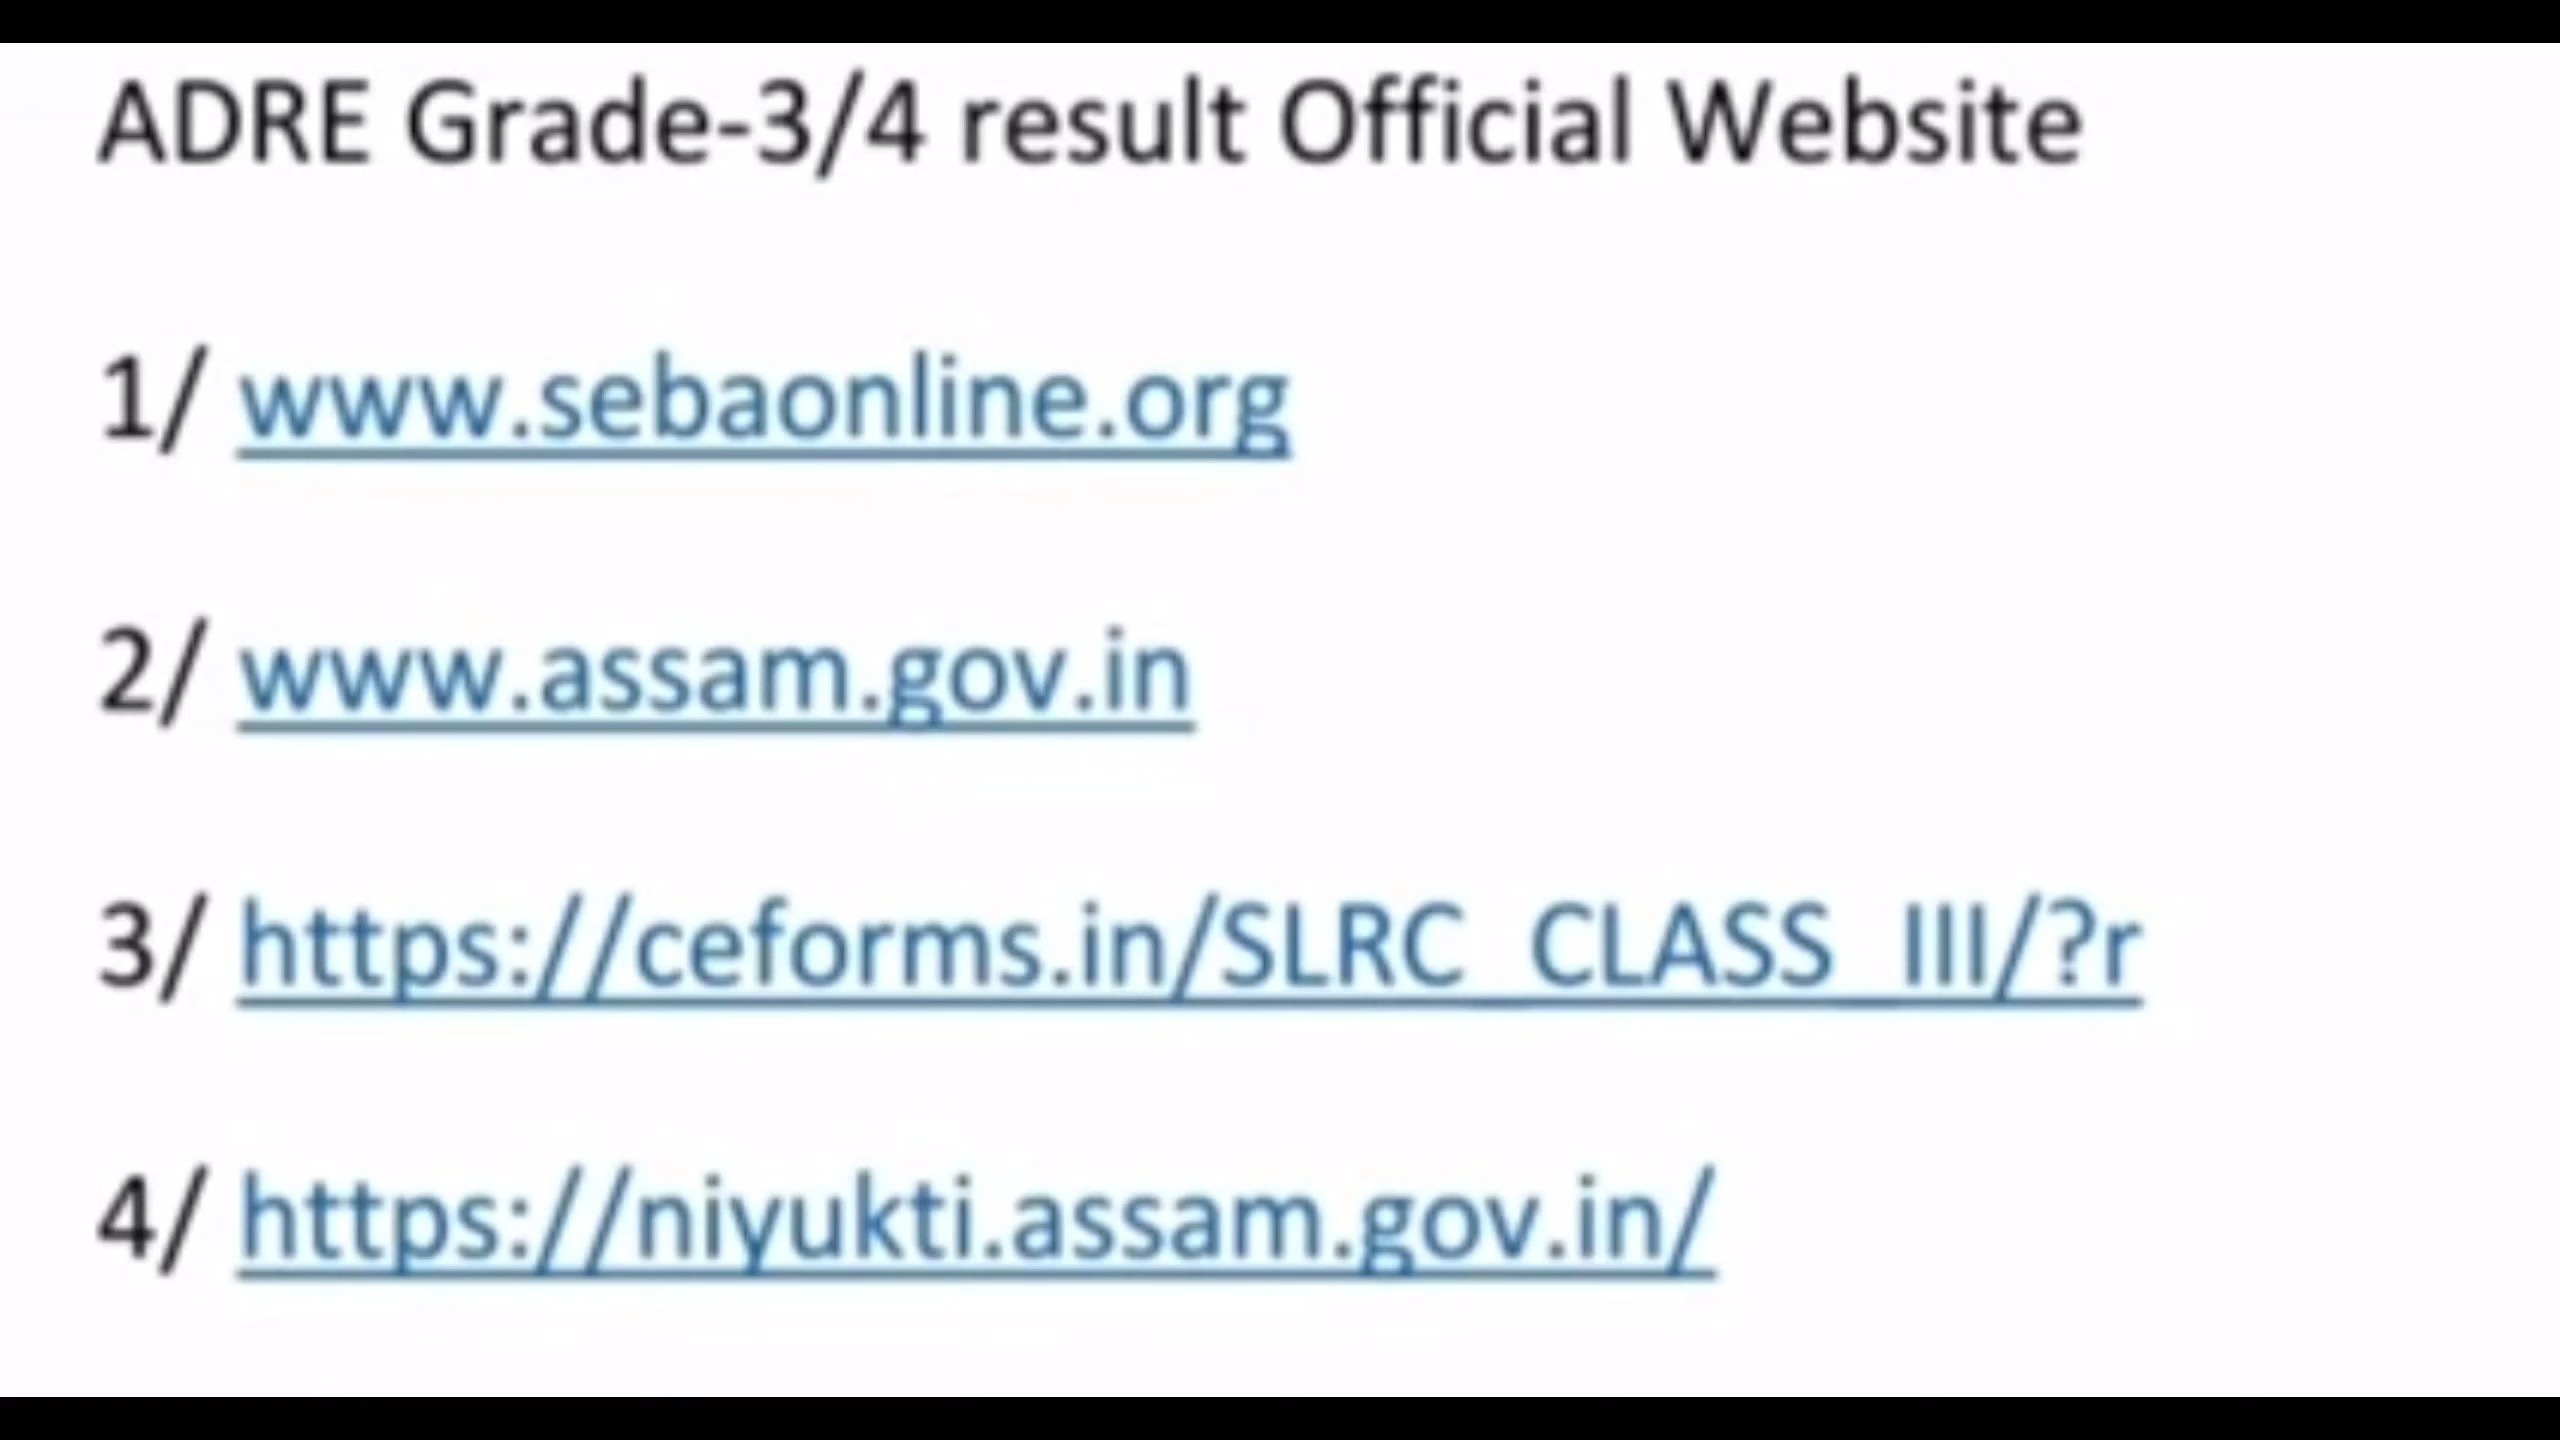 ADRE Grade-3/4 result Official Website
1/ www.sebaonline.org
2/ www.assam.gov.in
3/ https://ceforms.in/SLRC_CLASS_III/?r
4/ https://niyukti.assam.gov.in/